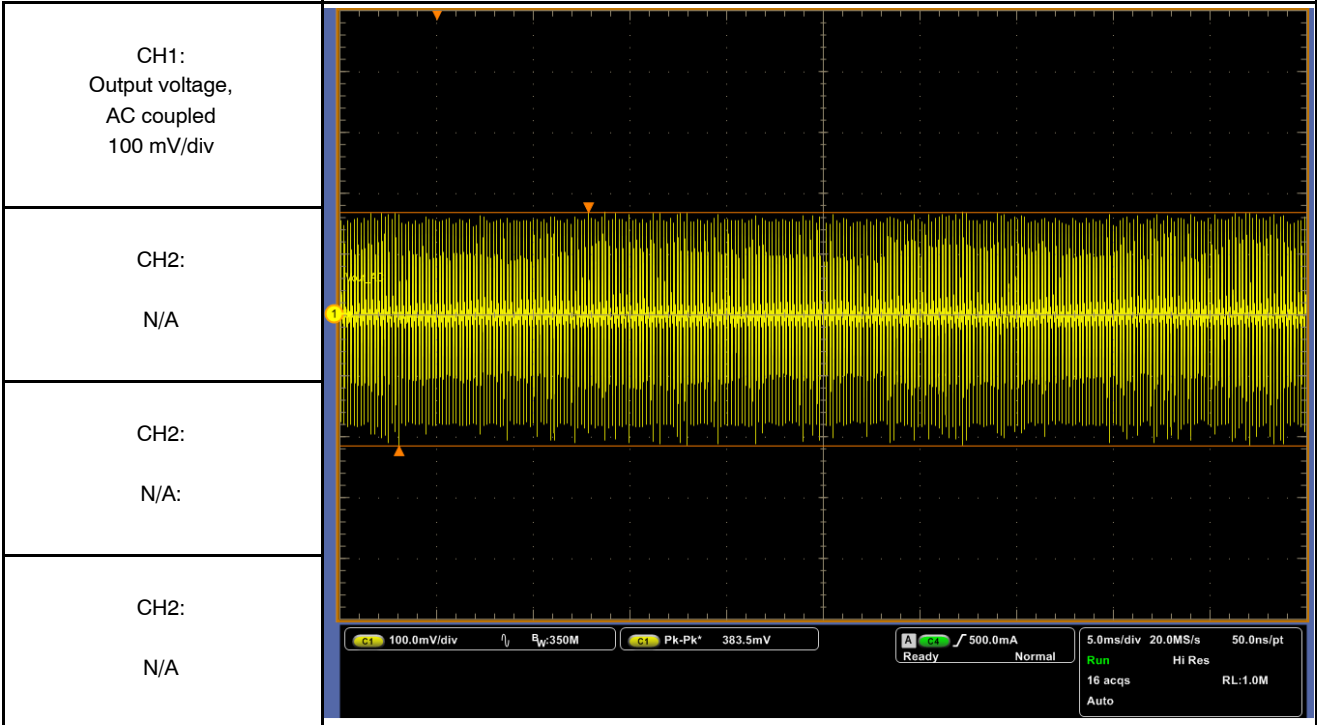 CH1:
Output voltage,
AC coupled
100 mV/div
CH2:
N/A
CH2:
N/A:
CH2:
N/A
1
C1 100.0mV/div BW:350M
C1 Pk-Pk* 383.5mV
A C4 500.0mA
Ready Normal
5.0ms/div 20.0MS/s 50.0ns/pt
Run Hi Res
16 acqs RL:1.0M
Auto